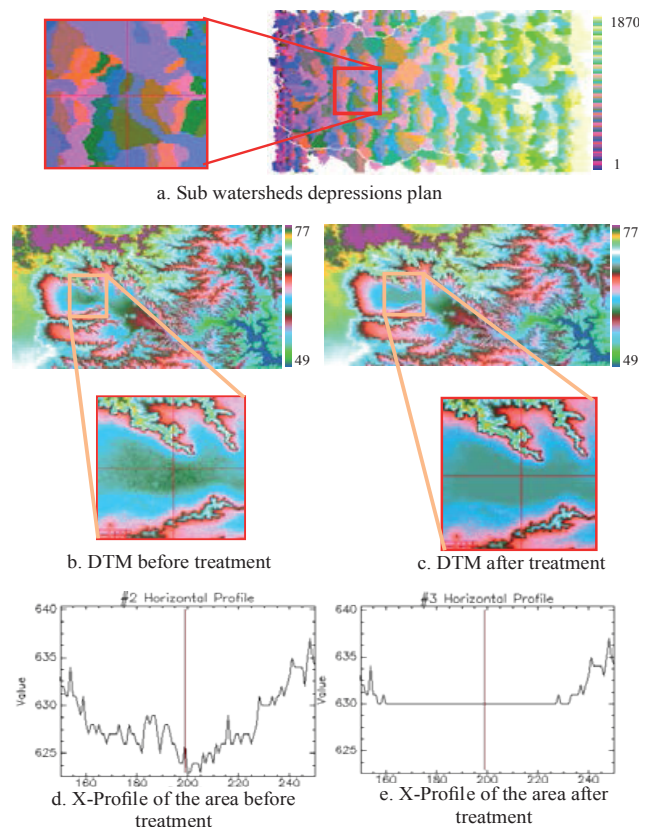 1870
1
a. Sub watersheds depressions plan
77
49
77
49
b. DTM before treatment
c. DTM after treatment
#2 Horizontal Profile
640
635
630
625
Value
160 180 200 220 240
d. X-Profile of the area before
treatment
#3 Horizontal Profile
640
635
630
625
Value
160 180 200 220 240
e. X-Profile of the area after
treatment